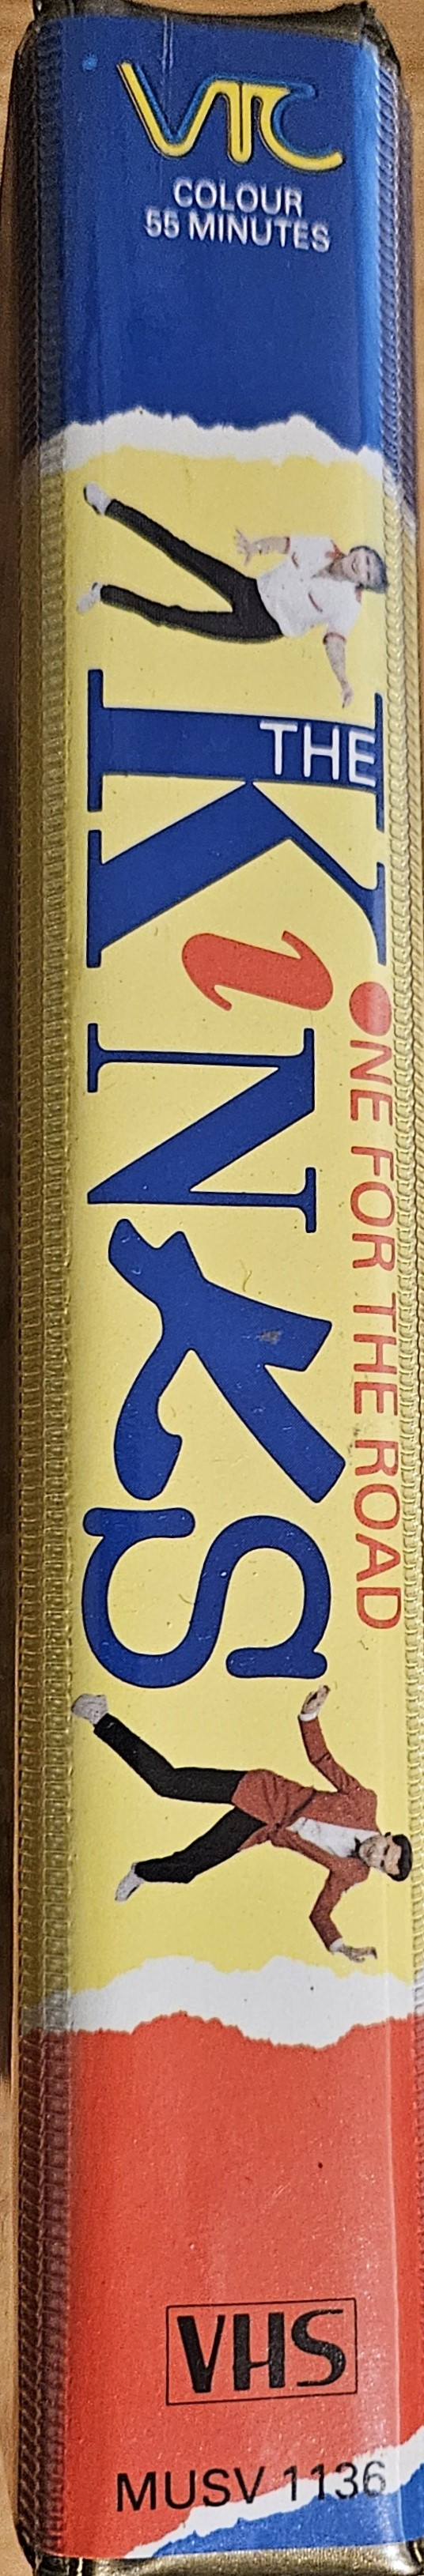 VTC
COLOUR
55 MINUTES
THE
KiNKS
ONE FOR THE ROAD
VHS
MUSV 1136